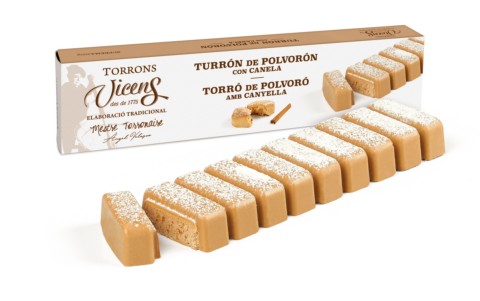 TORRONS
Vicens
des de 1775
ELABORACIÓ TRADICIONAL
Mestre Torronaire
TURRÓN DE POLVORÓN
CON CANELA
TORRÓ DE POLVORÓ
AMB CANYELLA